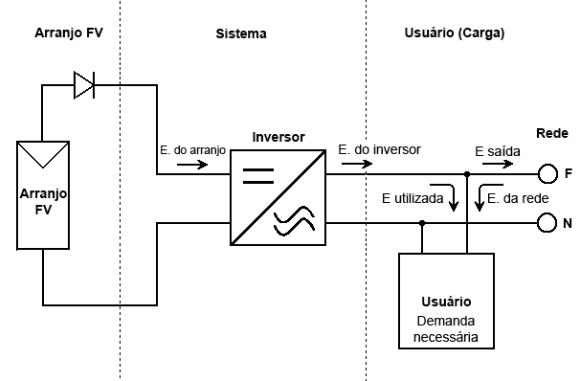 Arranjo FV
Sistema
Usuário (Carga)
Arranjo
FV
E. do arranjo
Inversor
E. do inversor
E saída
Rede
F
E utilizada
E. da rede
N
Usuário
Demanda
necessária